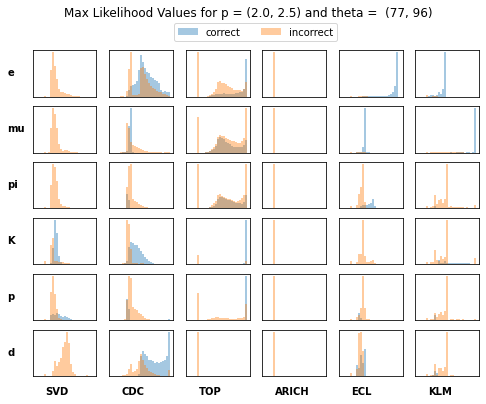 Max Likelihood Values for p = (2.0, 2.5) and theta =  (77, 96)
correct incorrect
e
mu
pi
K
p
d
SVD CDC TOP ARICH ECL KLM